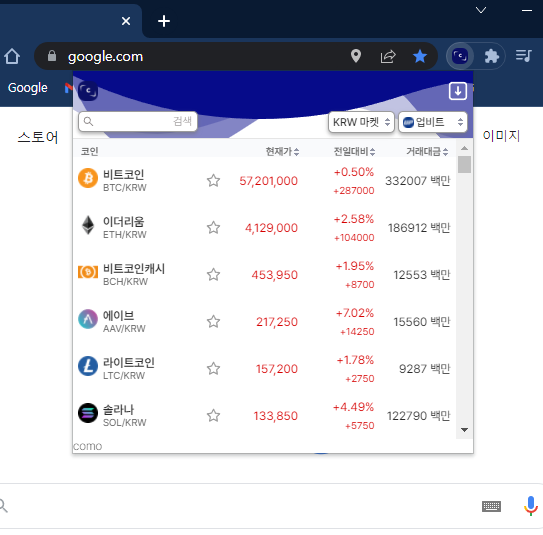 google.com
Google
스토어
이미지
검색
KRW 마켓
업비트
코인 현재가 전일대비 거래대금
비트코인 57,201,000 +0.50% 332007 백만
BTC/KRW +287000
이더리움 4,129,000 +2.58% 186912 백만
ETH/KRW +104000
비트코인캐시 453,950 +1.95% 12553 백만
BCH/KRW +8700
에이브 217,250 +7.02% 15560 백만
AAV/KRW +14250
라이트코인 157,200 +1.78% 9287 백만
LTC/KRW +2750
솔라나 133,850 +4.49% 122790 백만
SOL/KRW +5750
como